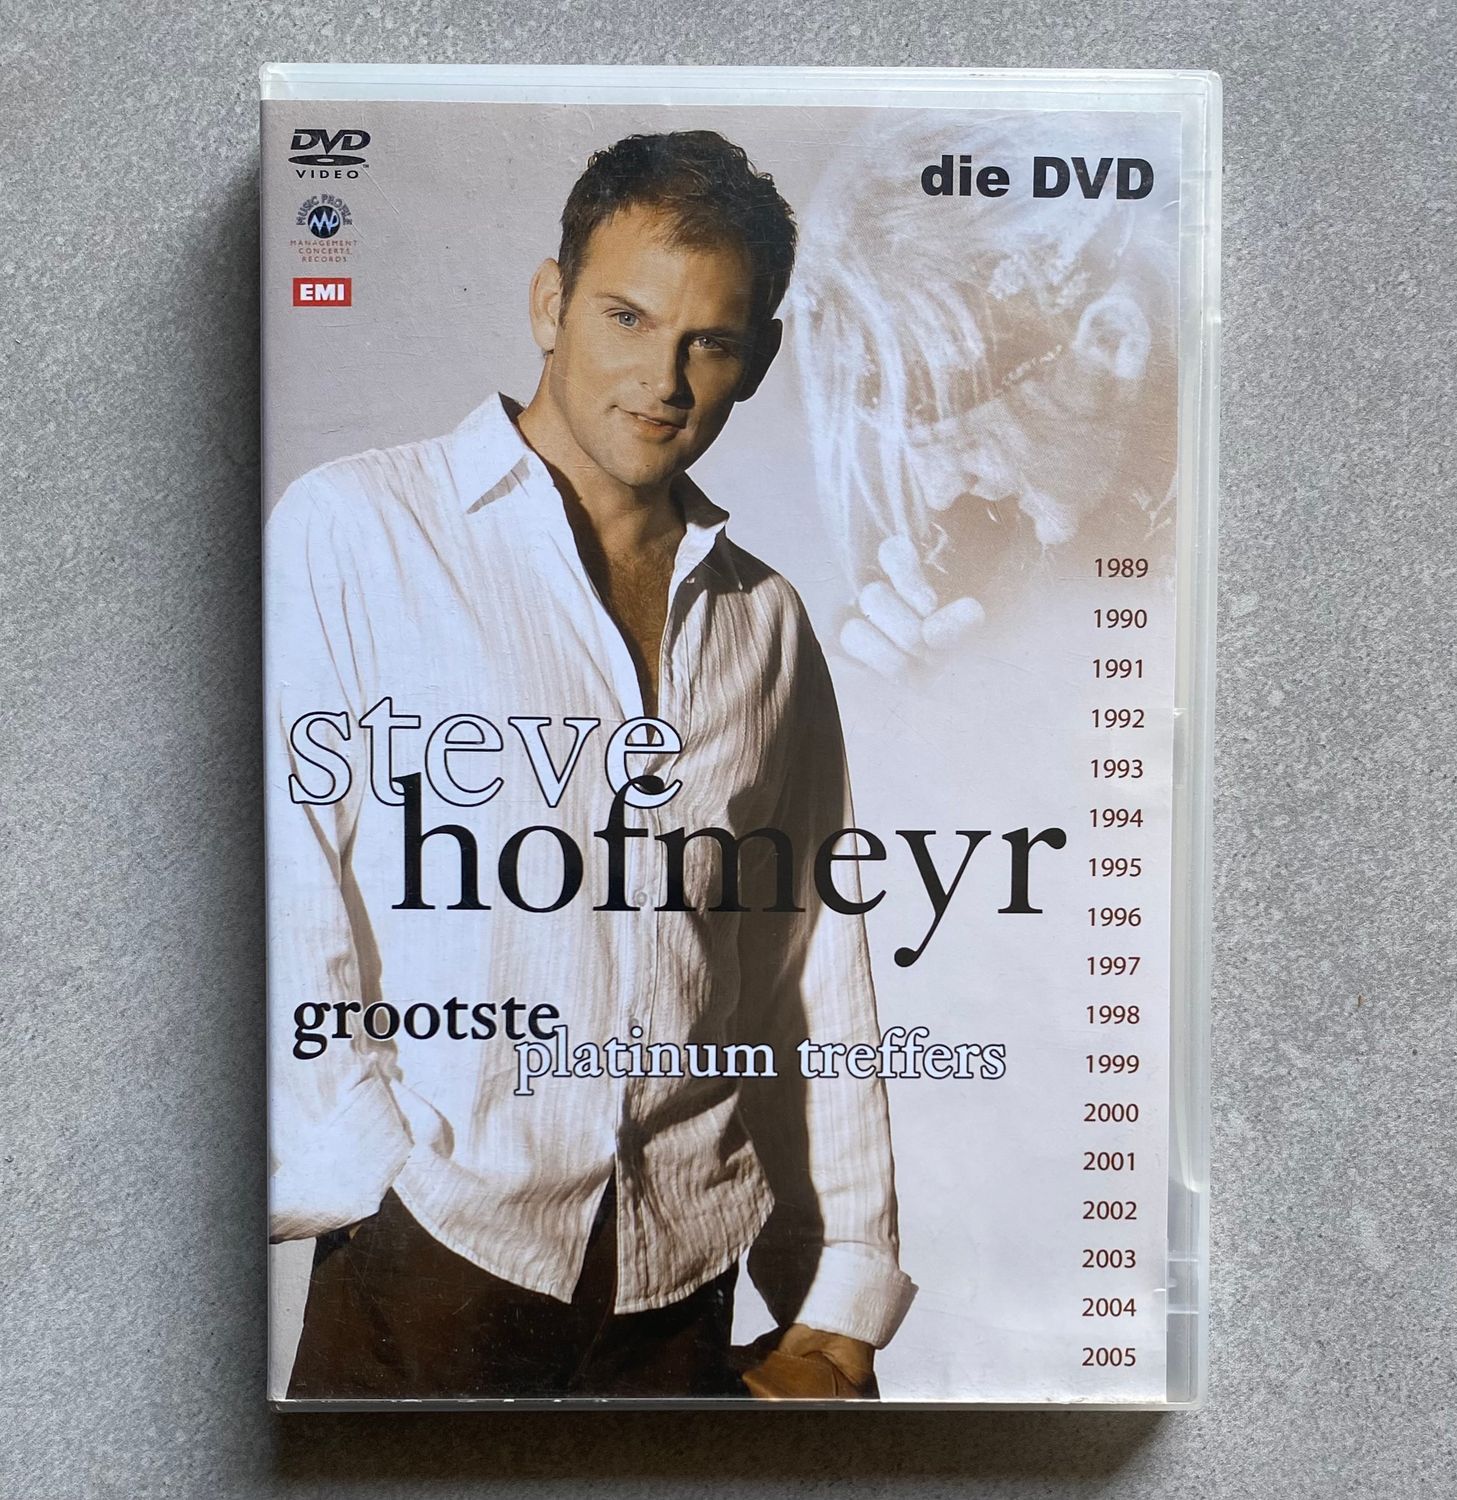 DVD
VIDEO
MUSIC PROFILE
MANAGEMENT
CONCERTS
RECORDS
EMI
die DVD
steve
hofmeyr
grootste
platinum treffers
1989
1990
1991
1992
1993
1994
1995
1996
1997
1998
1999
2000
2001
2002
2003
2004
2005